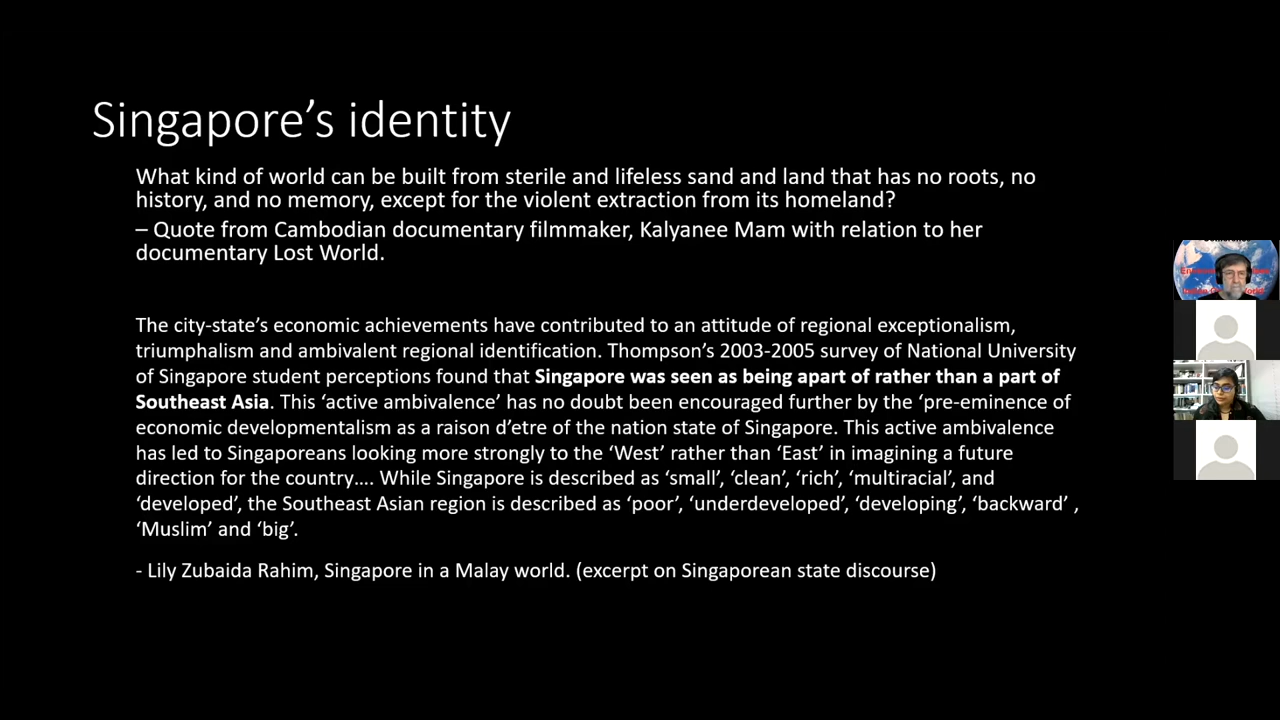 Singapore’s identity
What kind of world can be built from sterile and lifeless sand and land that has no roots, no
history, and no memory, except for the violent extraction from its homeland?
– Quote from Cambodian documentary filmmaker, Kalyanee Mam with relation to her
documentary Lost World.
The city-state’s economic achievements have contributed to an attitude of regional exceptionalism,
triumphalism and ambivalent regional identification. Thompson’s 2003-2005 survey of National University
of Singapore student perceptions found that Singapore was seen as being apart of rather than a part of
Southeast Asia. This ‘active ambivalence’ has no doubt been encouraged further by the ‘pre-eminence of
economic developmentalism as a raison d’etre of the nation state of Singapore. This active ambivalence
has led to Singaporeans looking more strongly to the ‘West’ rather than ‘East’ in imagining a future
direction for the country…. While Singapore is described as ‘small’, ‘clean’, ‘rich’, ‘multiracial’, and
‘developed’, the Southeast Asian region is described as ‘poor’, ‘underdeveloped’, ‘developing’, ‘backward’ ,
‘Muslim’ and ‘big’.
- Lily Zubaida Rahim, Singapore in a Malay world. (excerpt on Singaporean state discourse)